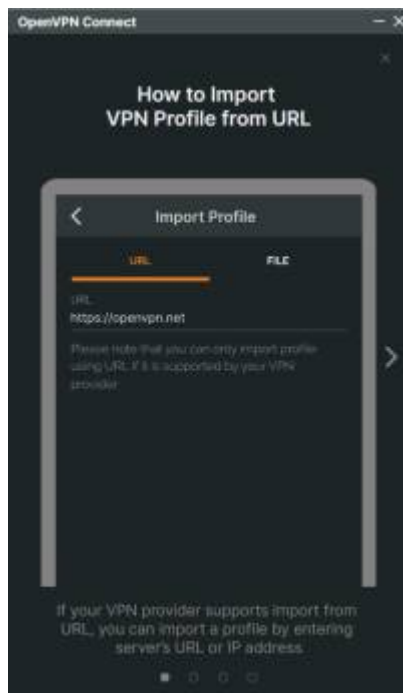 OpenVPN Connect
How to Import
VPN Profile from URL
Import Profile
URL
FILE
URL
https://openvpn.net
Please note that you can only import profile
using URL if it is supported by your VPN
provider
If your VPN provider supports import from
URL, you can import a profile by entering
server's URL or IP address